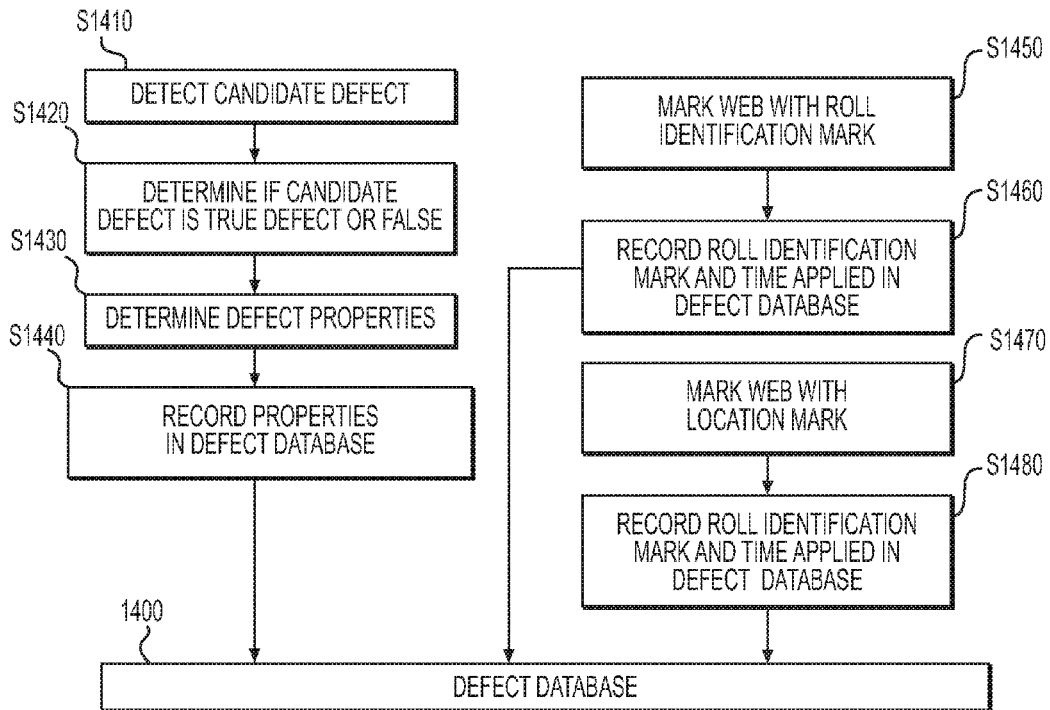 S1410
DETECT CANDIDATE DEFECT
S1420
DETERMINE IF CANDIDATE
DEFECT IS TRUE DEFECT OR FALSE
S1430
DETERMINE DEFECT PROPERTIES
S1440
RECORD PROPERTIES
IN DEFECT DATABASE
S1450
MARK WEB WITH ROLL
IDENTIFICATION MARK
S1460
RECORD ROLL IDENTIFICATION
MARK AND TIME APPLIED IN
DEFECT DATABASE
S1470
MARK WEB WITH
LOCATION MARK
S1480
RECORD ROLL IDENTIFICATION
MARK AND TIME APPLIED IN
DEFECT DATABASE
1400
DEFECT DATABASE